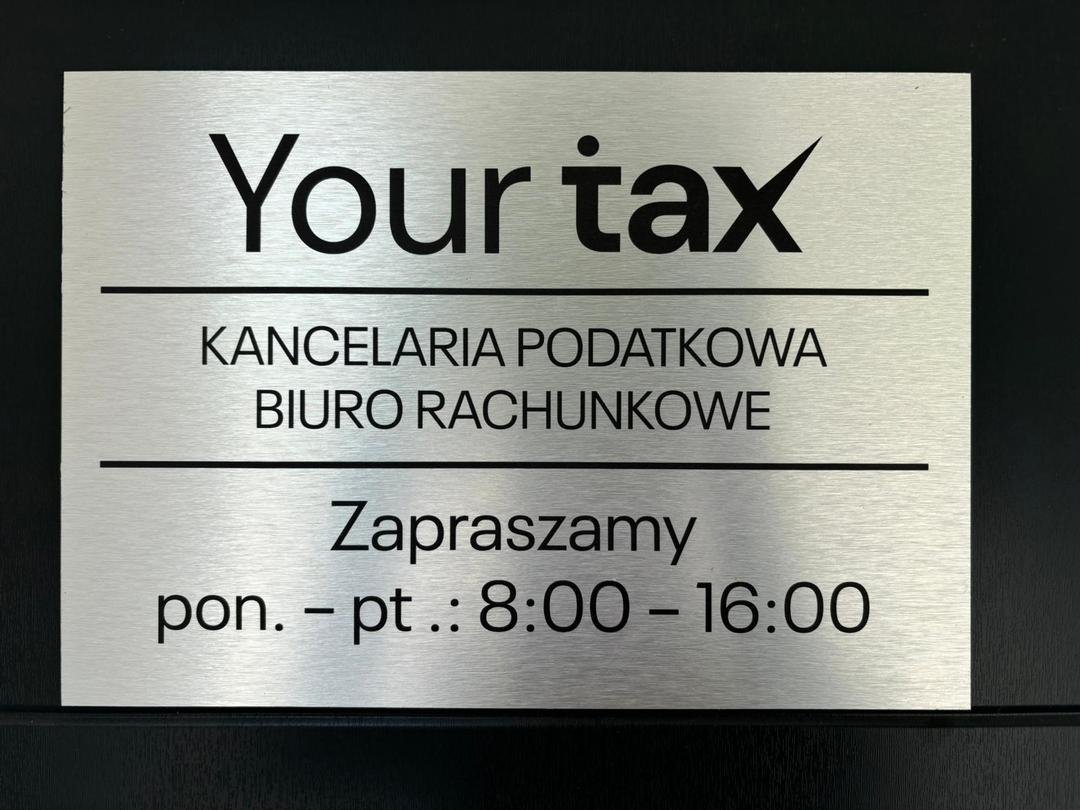 Your tax
KANCELARIA PODATKOWA
BIURO RACHUNKOWE
Zapraszamy
pon. – pt .: 8:00 – 16:00